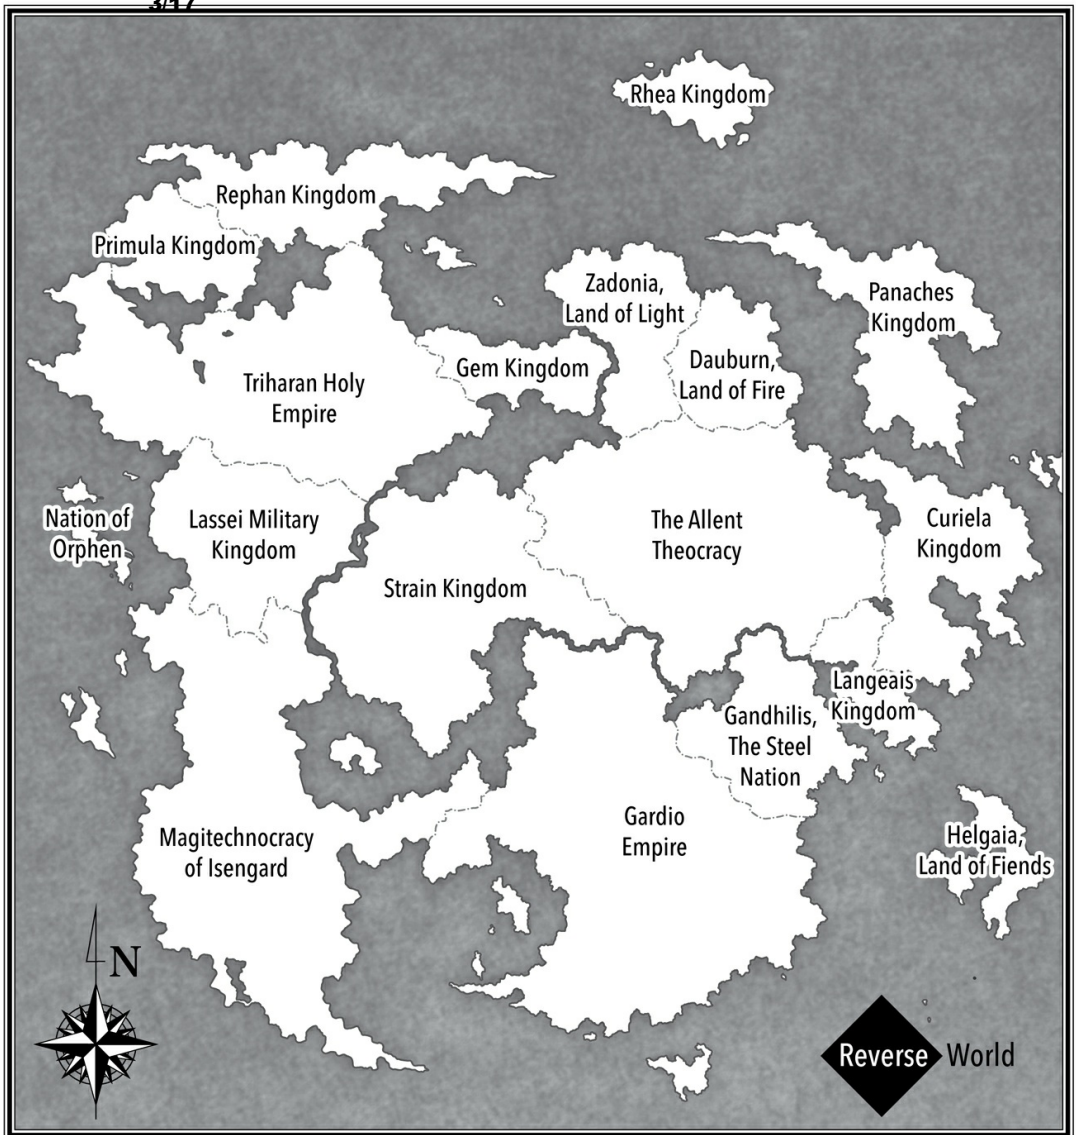 3/17
Rhea Kingdom
Rephan Kingdom
Primula Kingdom
Zadonia,
Land of Light
Panaches
Kingdom
Gem Kingdom
Dauburn,
Land of Fire
Triharan Holy
Empire
Nation of
Orphen
Lassei Military
Kingdom
The Allent
Theocracy
Curiela
Kingdom
Strain Kingdom
Langeais
Kingdom
Gandhilis,
The Steel
Nation
Gardio
Empire
Magitechnocracy
of Isengard
Helgaia,
Land of Fiends
N
Reverse World